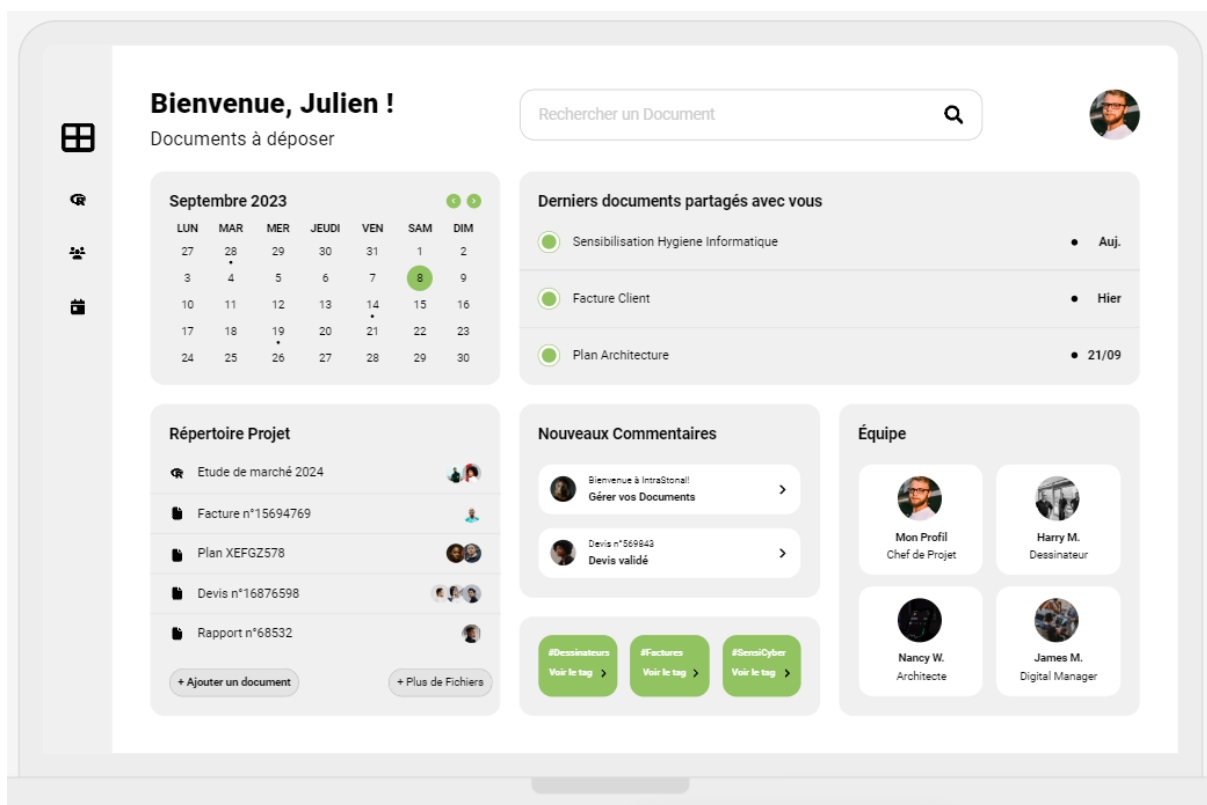 Bienvenue, Julien !
Documents à déposer
Rechercher un Document
Septembre 2023
LUN MAR MER JEUDI VEN SAM DIM
27 28 29 30 31 1 2
3 4 5 6 7 8 9
10 11 12 13 14 15 16
17 18 19 20 21 22 23
24 25 26 27 28 29 30
Derniers documents partagés avec vous
Sensibilisation Hygiene Informatique • Auj.
Facture Client • Hier
Plan Architecture • 21/09
Répertoire Projet
Etude de marché 2024
Facture n°15694769
Plan XEFGZ578
Devis n°16876598
Rapport n°68532
+ Ajouter un document
+ Plus de Fichiers
Nouveaux Commentaires
Bienvenue à IntraStonal!
Gérer vos Documents
Devis n°569843
Devis validé
#Dessinateurs
Voir le tag
#Factures
Voir le tag
#SensiCyber
Voir le tag
Équipe
Mon Profil
Chef de Projet
Harry M.
Dessinateur
Nancy W.
Architecte
James M.
Digital Manager